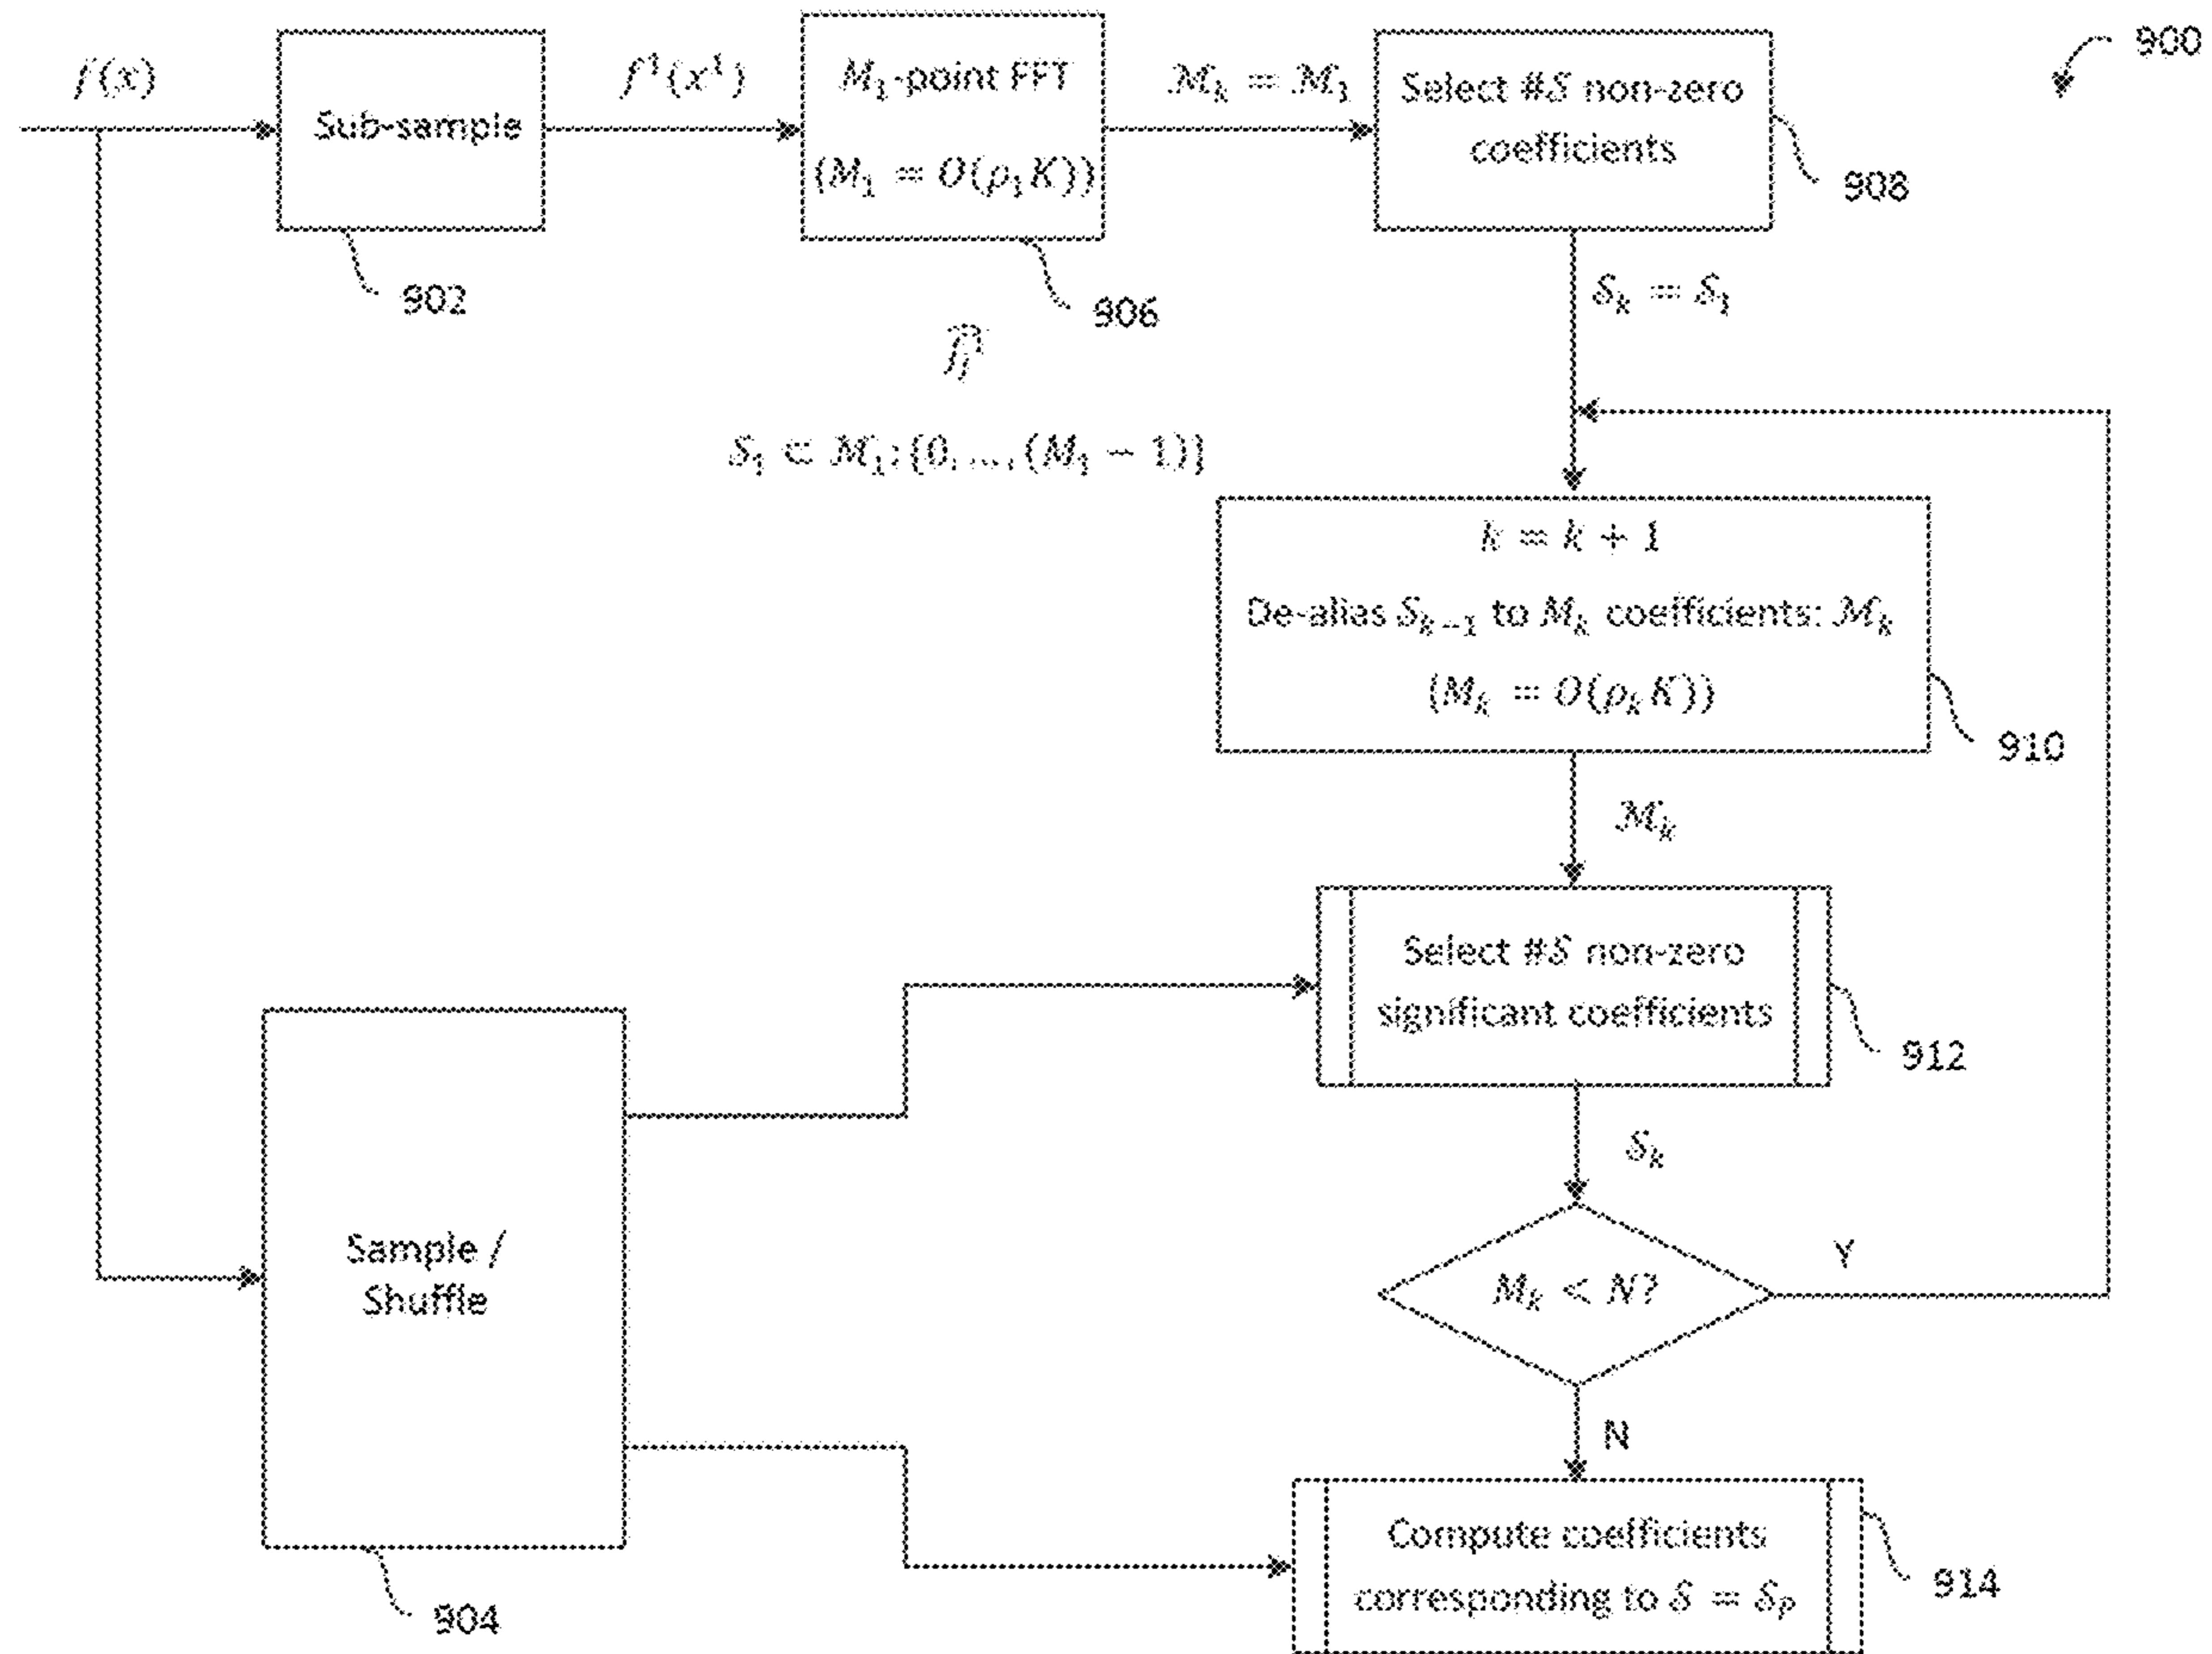 900
f(x)
Sub-sample
902
f¹(x¹)
M₁-point FFT
(M₁ = O(ρ₁K))
906
ℳₖ = ℳ₁
Select #𝒮 non-zero
coefficients
908
𝒮ₖ = 𝒮₁
𝒮₁ ⊂ ℳ₁:{0,...,(M₁ − 1)}
k = k + 1
De-alias 𝒮ₖ₋₁ to Mₖ coefficients: ℳₖ
(Mₖ = O(ρₖK))
910
ℳₖ
Select #𝒮 non-zero
significant coefficients
912
𝒮ₖ
Sample /
Shuffle
904
Mₖ < N?
Y
N
Compute coefficients
corresponding to 𝒮 = 𝒮_P
914